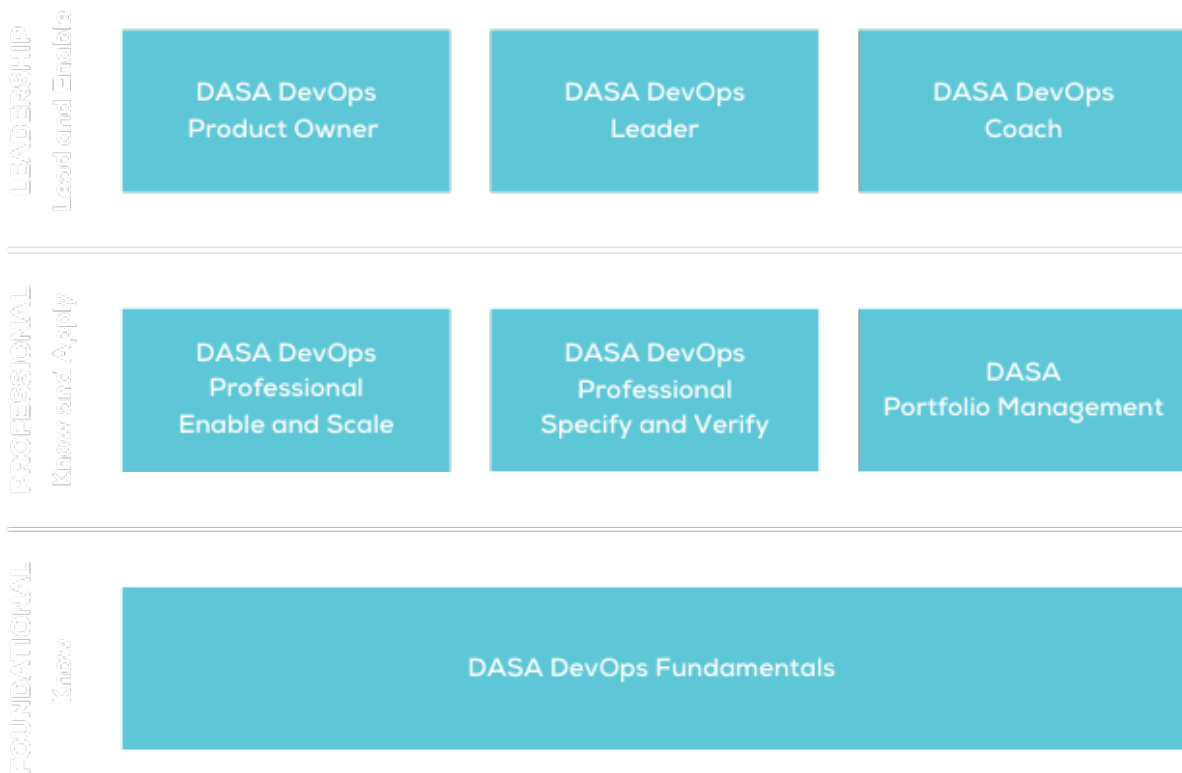 LEADERSHIP
Lead and Enable
DASA DevOps
Product Owner
DASA DevOps
Leader
DASA DevOps
Coach
PROFESSIONAL
Know and Apply
DASA DevOps
Professional
Enable and Scale
DASA DevOps
Professional
Specify and Verify
DASA
Portfolio Management
FOUNDATIONAL
Know
DASA DevOps Fundamentals